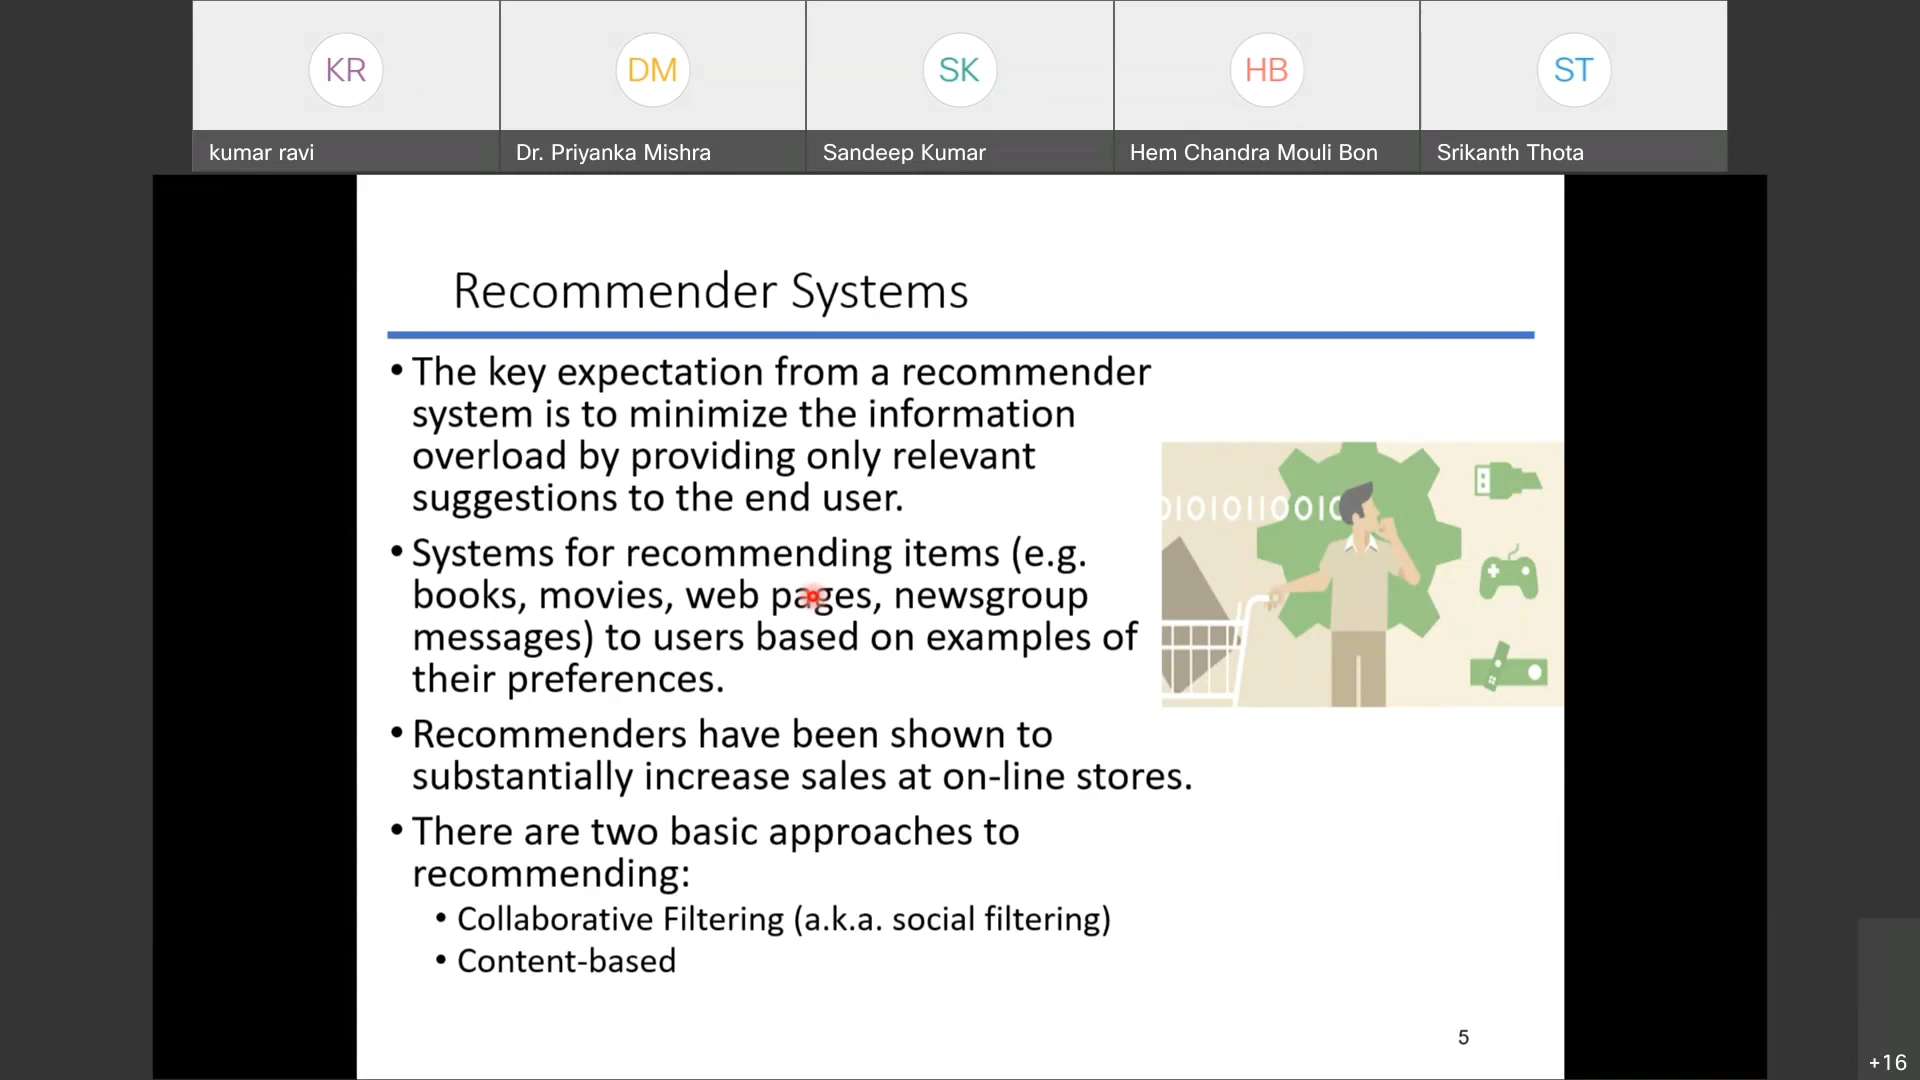 KR
DM
SK
HB
ST
kumar ravi
Dr. Priyanka Mishra
Sandeep Kumar
Hem Chandra Mouli Bon
Srikanth Thota
Recommender Systems
• The key expectation from a recommender
system is to minimize the information
overload by providing only relevant
suggestions to the end user.
• Systems for recommending items (e.g.
books, movies, web pages, newsgroup
messages) to users based on examples of
their preferences.
• Recommenders have been shown to
substantially increase sales at on-line stores.
• There are two basic approaches to
recommending:
• Collaborative Filtering (a.k.a. social filtering)
• Content-based
01010110010
5
+16